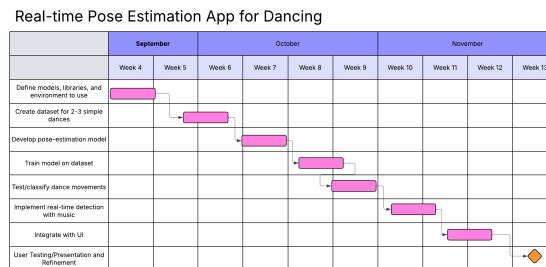 Real-time Pose Estimation App for Dancing
September
October
November
Week 4
Week 5
Week 6
Week 7
Week 8
Week 9
Week 10
Week 11
Week 12
Week 13
Define models, libraries, and
environment to use
Create dataset for 2-3 simple
dances
Develop pose-estimation model
Train model on dataset
Test/classify dance movements
Implement real-time detection
with music
Integrate with UI
User Testing/Presentation and
Refinement